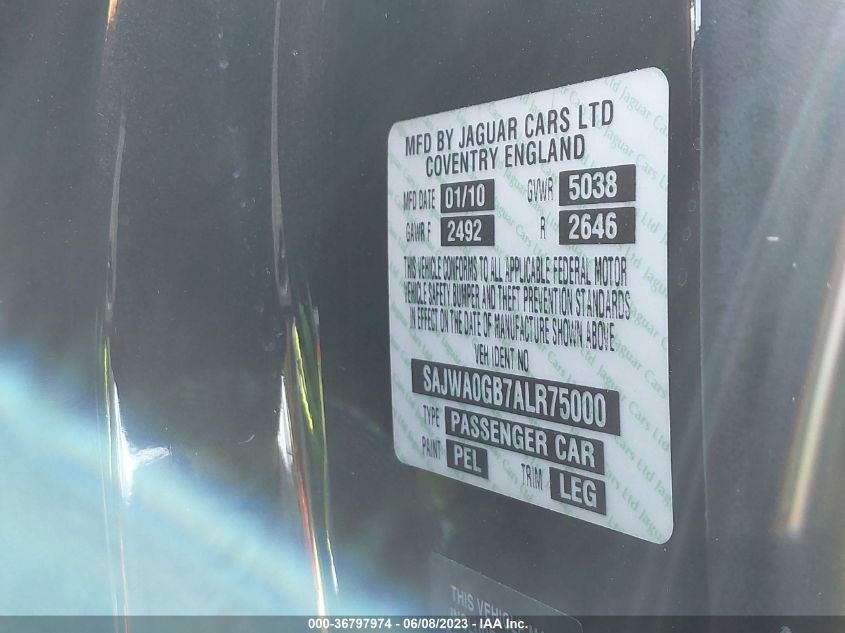 MFD BY JAGUAR CARS LTD
COVENTRY ENGLAND
MFD DATE 01/10 GVWR 5038
GAWR F 2492 R 2646
THIS VEHICLE CONFORMS TO ALL APPLICABLE FEDERAL MOTOR
VEHICLE SAFETY BUMPER AND THEFT PREVENTION STANDARDS
IN EFFECT ON THE DATE OF MANUFACTURE SHOWN ABOVE
VEH IDENT NO
SAJWA0GB7ALR75000
TYPE PASSENGER CAR
PAINT PEL TRIM LEG
THIS VEHICLE
000-36797974 - 06/08/2023 - IAA Inc.